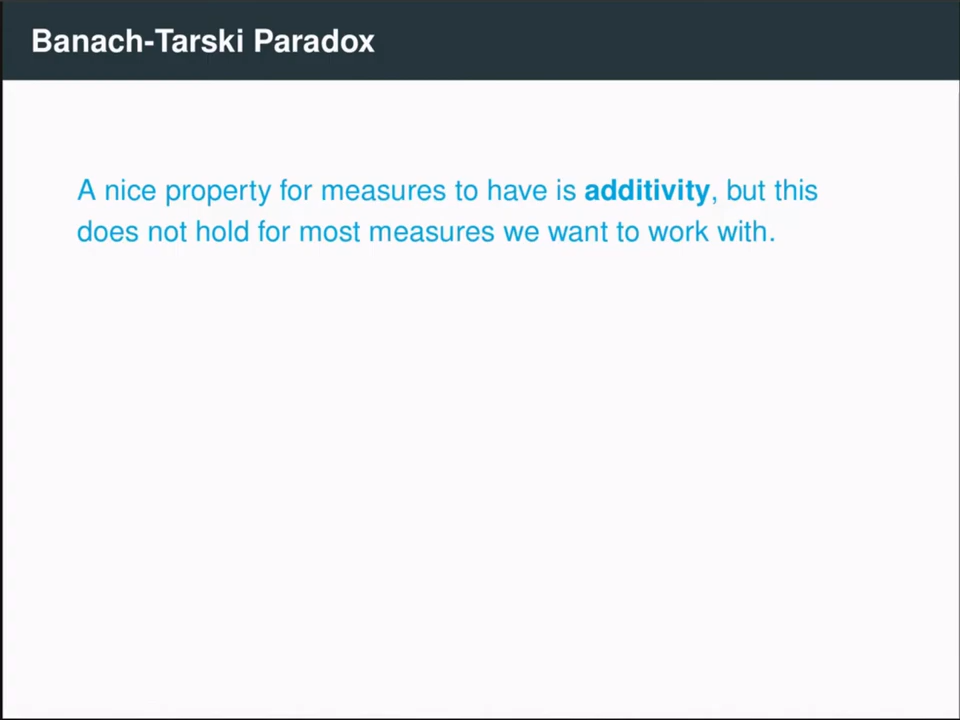 Banach-Tarski Paradox
A nice property for measures to have is additivity, but this
does not hold for most measures we want to work with.